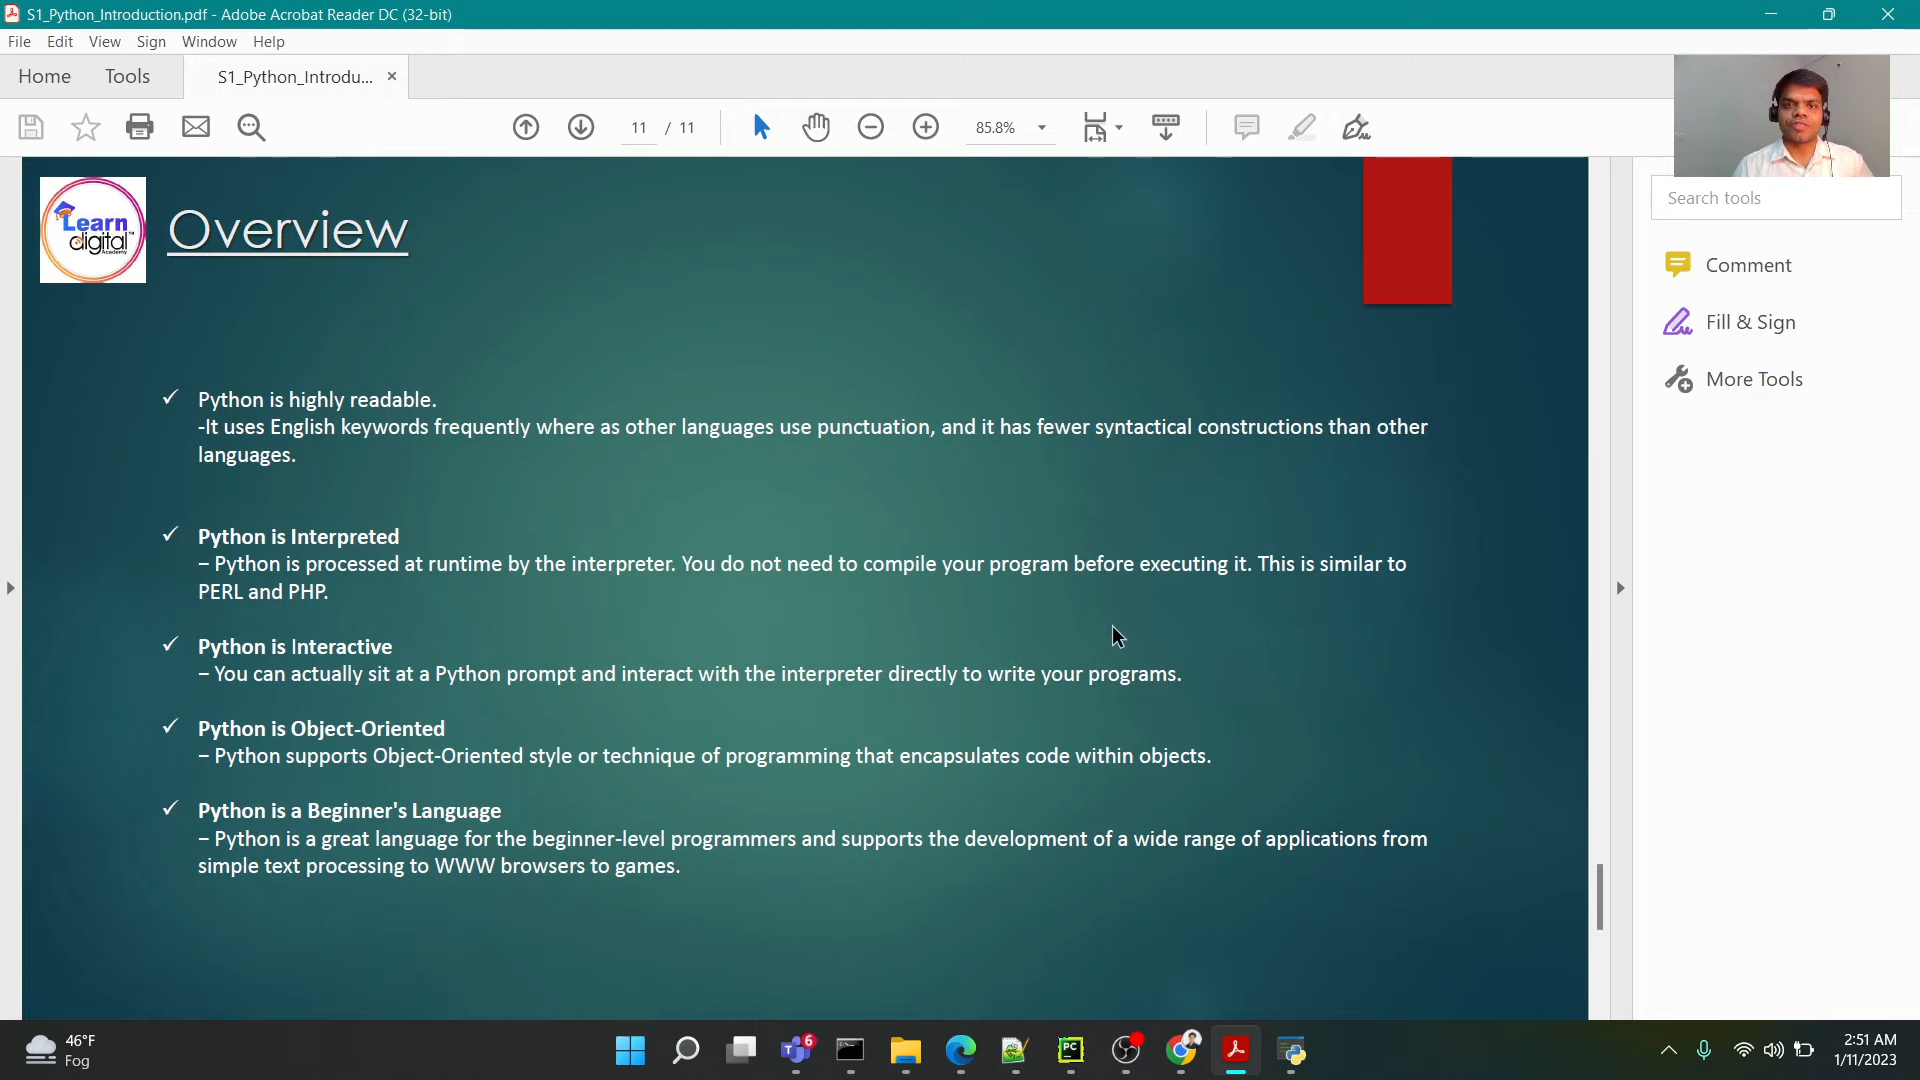 S1_Python_Introduction.pdf - Adobe Acrobat Reader DC (32-bit)
File Edit View Sign Window Help
Home Tools S1_Python_Introdu...
11 / 11 85.8%
Search tools
Comment
Fill & Sign
More Tools
Learn
digital
Academy
TM
Overview
Python is highly readable.
-It uses English keywords frequently where as other languages use punctuation, and it has fewer syntactical constructions than other
languages.
Python is Interpreted
− Python is processed at runtime by the interpreter. You do not need to compile your program before executing it. This is similar to
PERL and PHP.
Python is Interactive
− You can actually sit at a Python prompt and interact with the interpreter directly to write your programs.
Python is Object-Oriented
− Python supports Object-Oriented style or technique of programming that encapsulates code within objects.
Python is a Beginner's Language
− Python is a great language for the beginner-level programmers and supports the development of a wide range of applications from
simple text processing to WWW browsers to games.
46°F
Fog
6
PC
2:51 AM
1/11/2023